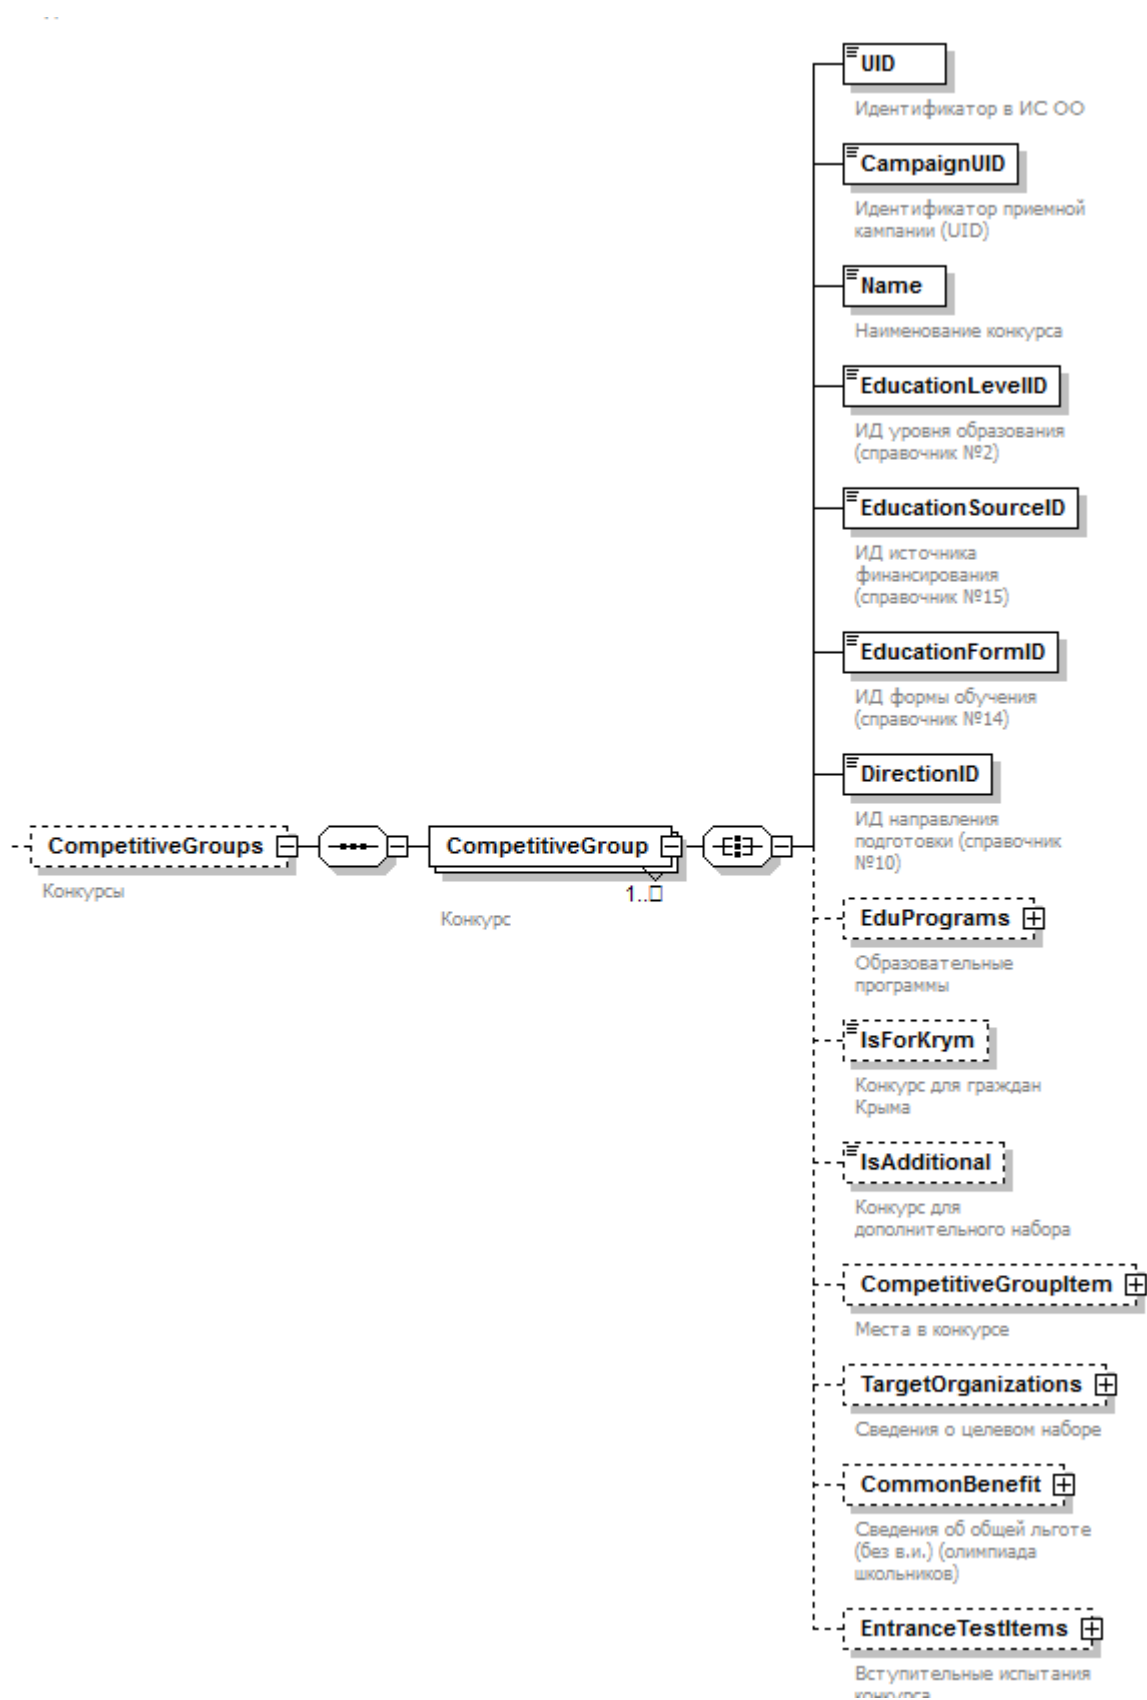 UID
Идентификатор в ИС ОО
CampaignUID
Идентификатор приемной
кампании (UID)
Name
Наименование конкурса
EducationLevelID
ИД уровня образования
(справочник №2)
EducationSourceID
ИД источника
финансирования
(справочник №15)
EducationFormID
ИД формы обучения
(справочник №14)
DirectionID
ИД направления
подготовки (справочник
№10)
CompetitiveGroups
Конкурсы
CompetitiveGroup
1..□
Конкурс
EduPrograms
Образовательные
программы
IsForKrym
Конкурс для граждан
Крыма
IsAdditional
Конкурс для
дополнительного набора
CompetitiveGroupItem
Места в конкурсе
TargetOrganizations
Сведения о целевом наборе
CommonBenefit
Сведения об общей льготе
(без в.и.) (олимпиада
школьников)
EntranceTestItems
Вступительные испытания
конкурса